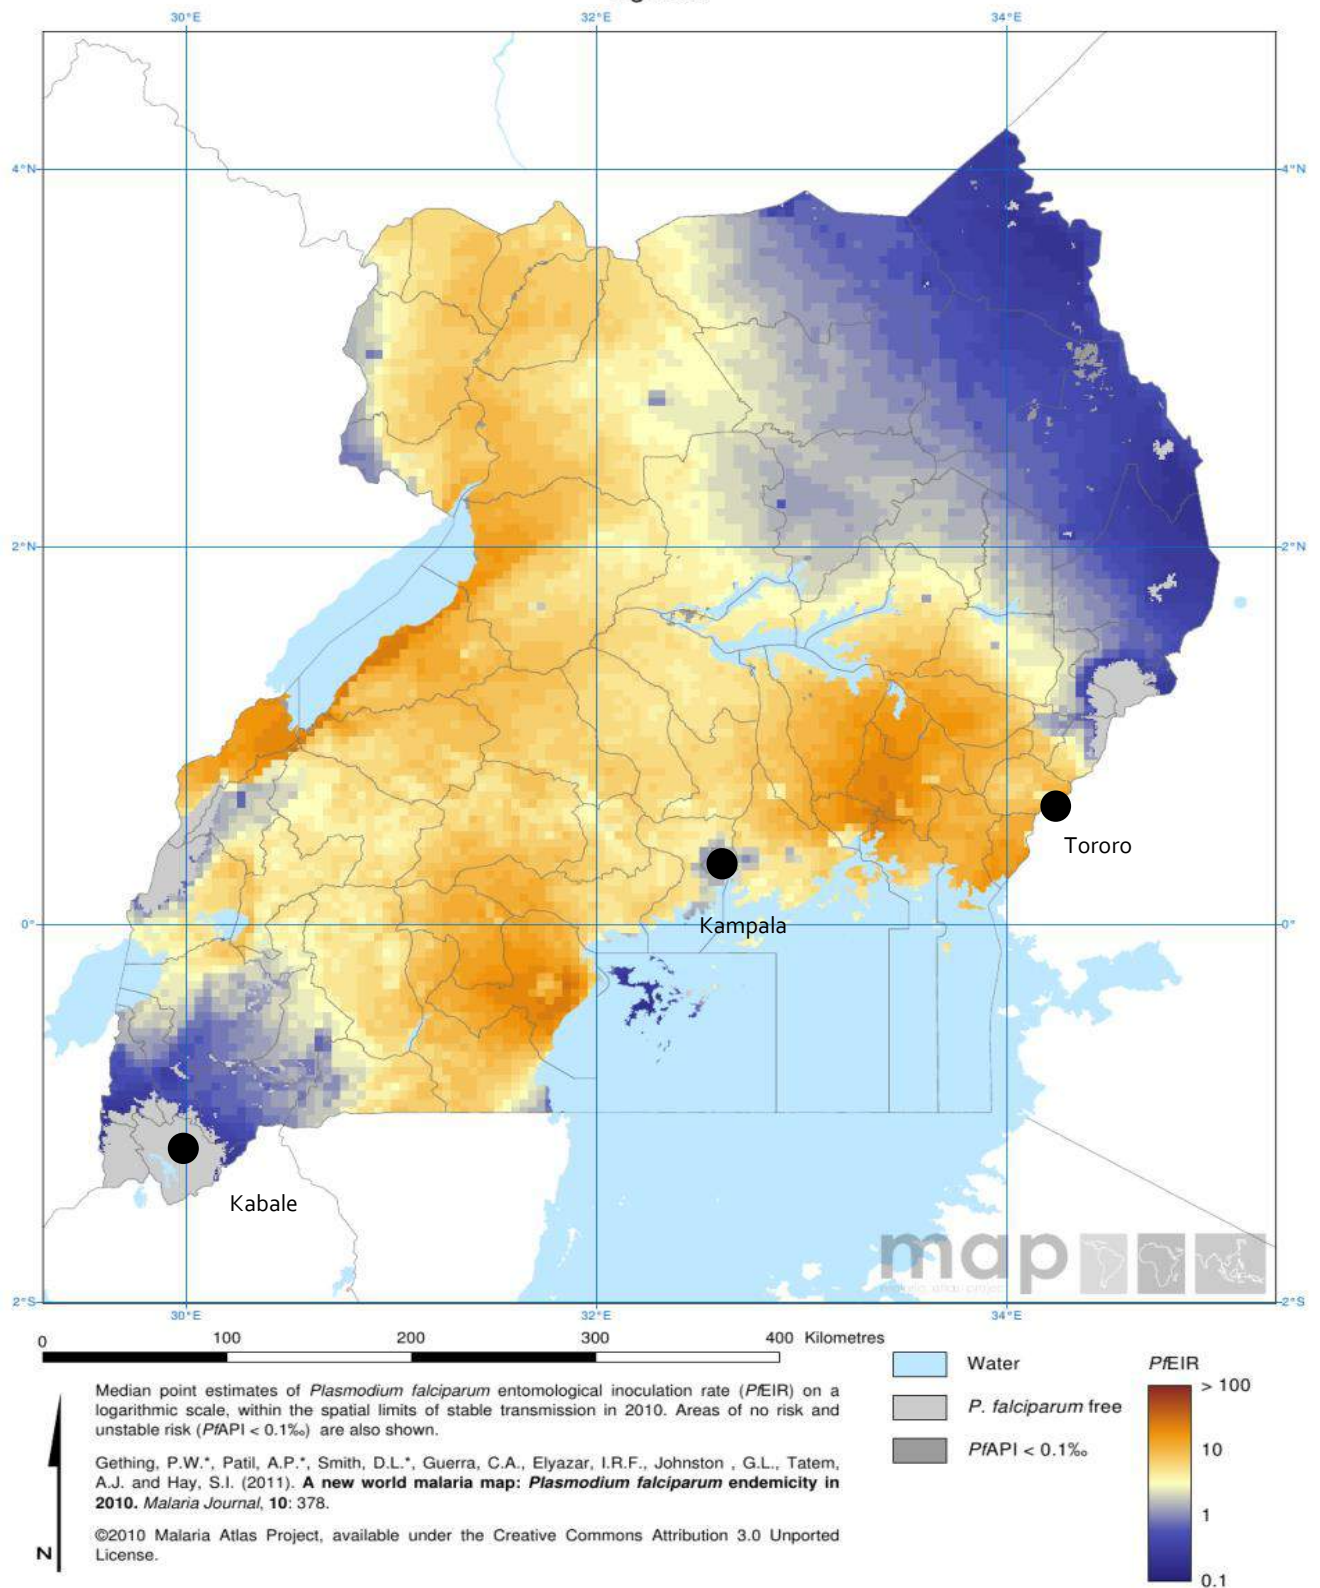 30°E 32°E 34°E
4°N 4°N
2°N 2°N
Tororo
Kampala
0° 0°
Kabale
map
2°S 2°S
30°E 32°E 34°E
0 100 200 300 400 Kilometres
Water
P. falciparum free
PfAPI < 0.1‰
PfEIR
> 100
10
1
0.1
Median point estimates of Plasmodium falciparum entomological inoculation rate (PfEIR) on a
logarithmic scale, within the spatial limits of stable transmission in 2010. Areas of no risk and
unstable risk (PfAPI < 0.1‰) are also shown.
Gething, P.W.*, Patil, A.P.*, Smith, D.L.*, Guerra, C.A., Elyazar, I.R.F., Johnston , G.L., Tatem,
A.J. and Hay, S.I. (2011). A new world malaria map: Plasmodium falciparum endemicity in
2010. Malaria Journal, 10: 378.
©2010 Malaria Atlas Project, available under the Creative Commons Attribution 3.0 Unported
License.
N